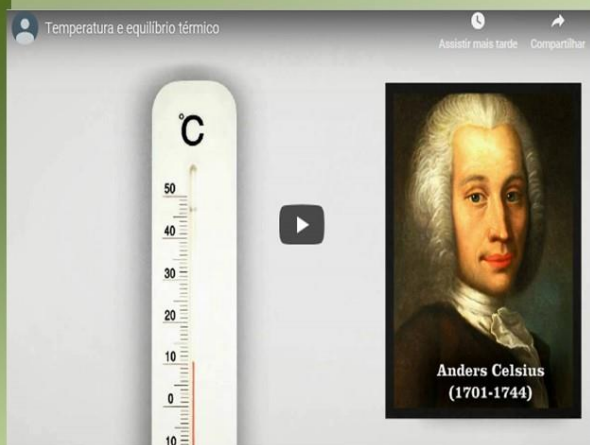 Temperatura e equilíbrio térmico
Assistir mais tarde
Compartilhar
°C
50
40
30
20
10
0
10
Anders Celsius
(1701-1744)